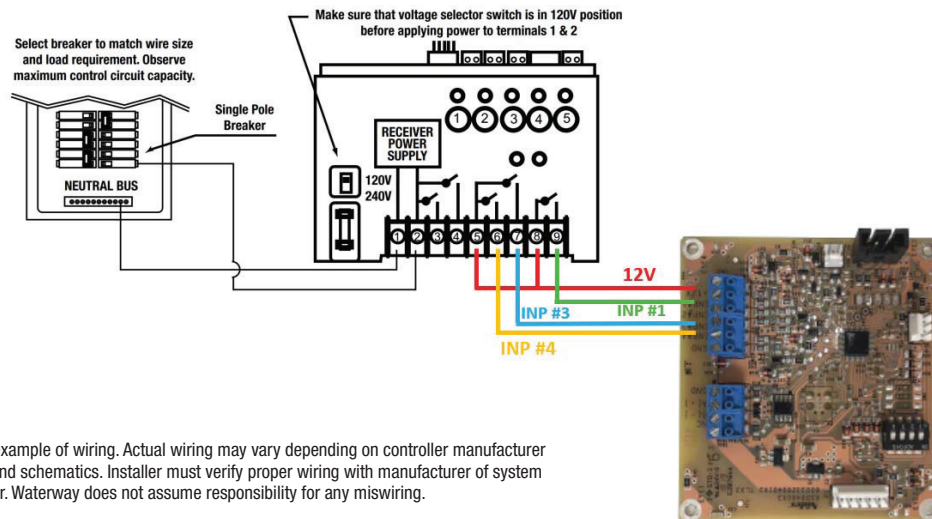 Make sure that voltage selector switch is in 120V position
before applying power to terminals 1 & 2
Select breaker to match wire size
and load requirement. Observe
maximum control circuit capacity.
Single Pole
Breaker
NEUTRAL BUS
1 2 3 4 5
RECEIVER
POWER
SUPPLY
120V
240V
1 2 3 4 5 6 7 8 9
12V
INP #3
INP #1
INP #4
xample of wiring. Actual wiring may vary depending on controller manufacturer
nd schematics. Installer must verify proper wiring with manufacturer of system
r. Waterway does not assume responsibility for any miswiring.